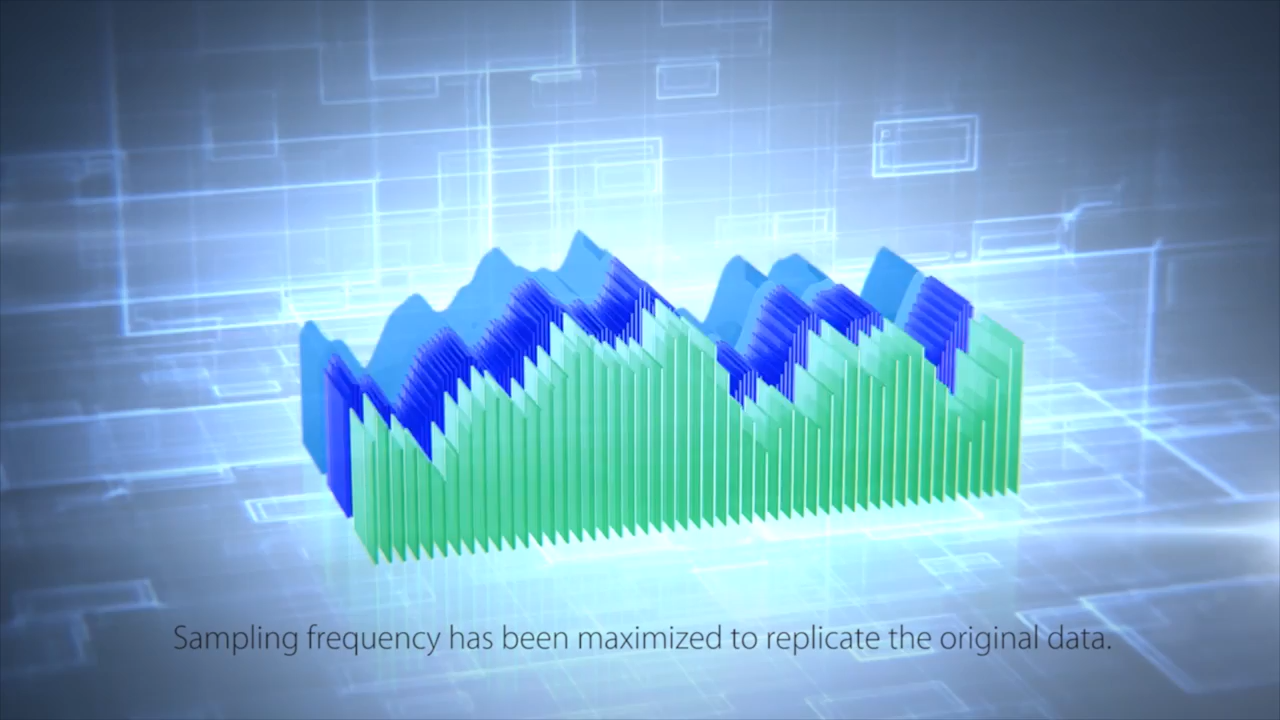 Sampling frequency has been maximized to replicate the original data.